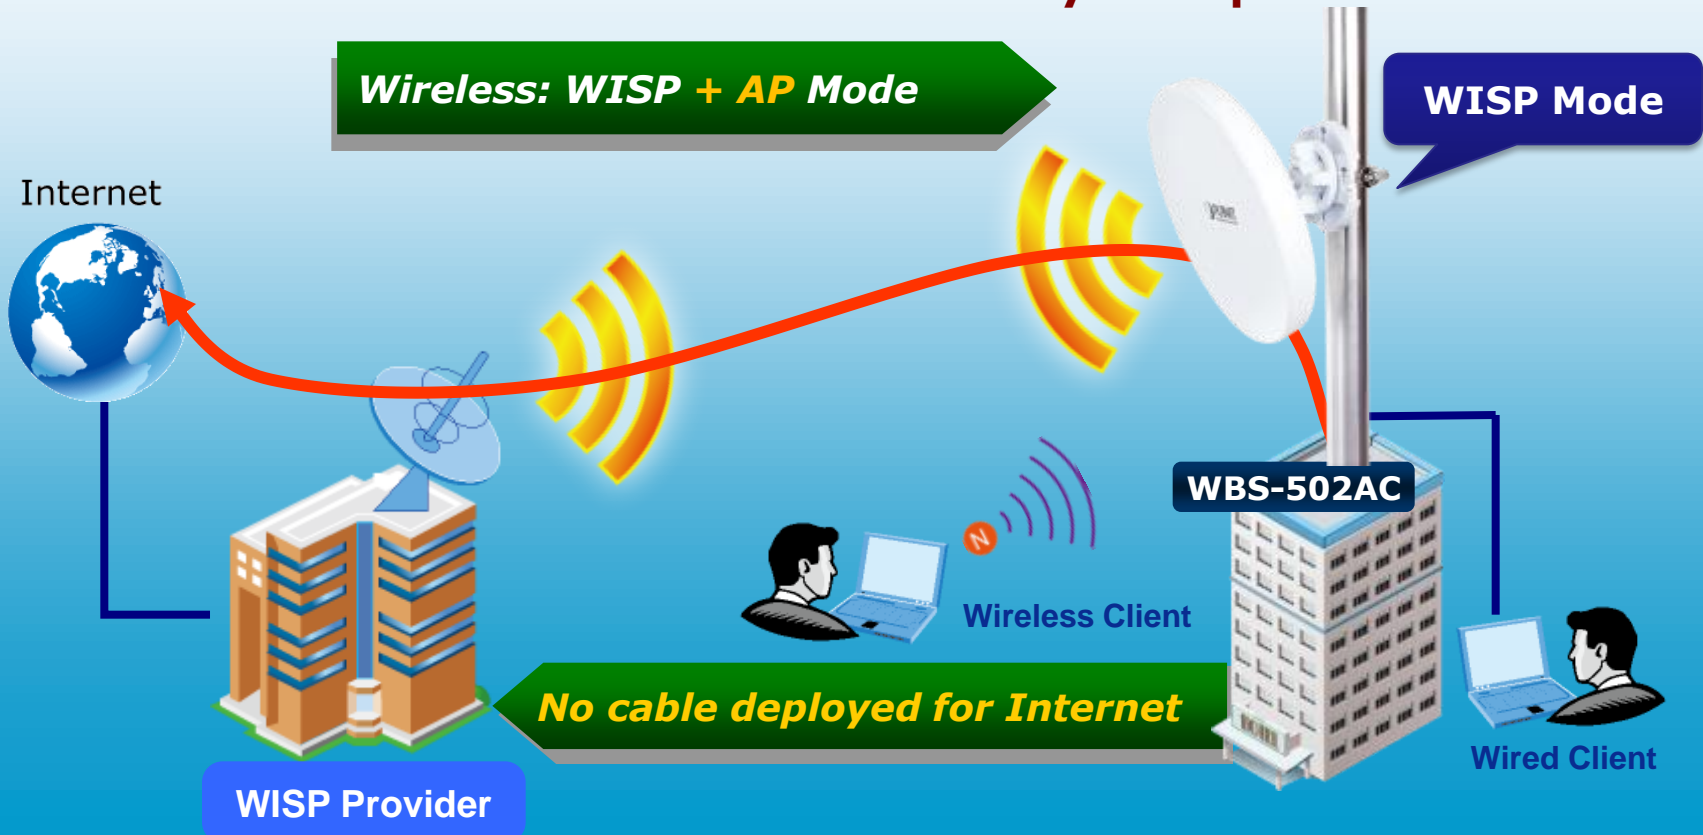 Wireless: WISP + AP Mode
WISP Mode
Internet
WBS-502AC
N
Wireless Client
No cable deployed for Internet
Wired Client
WISP Provider